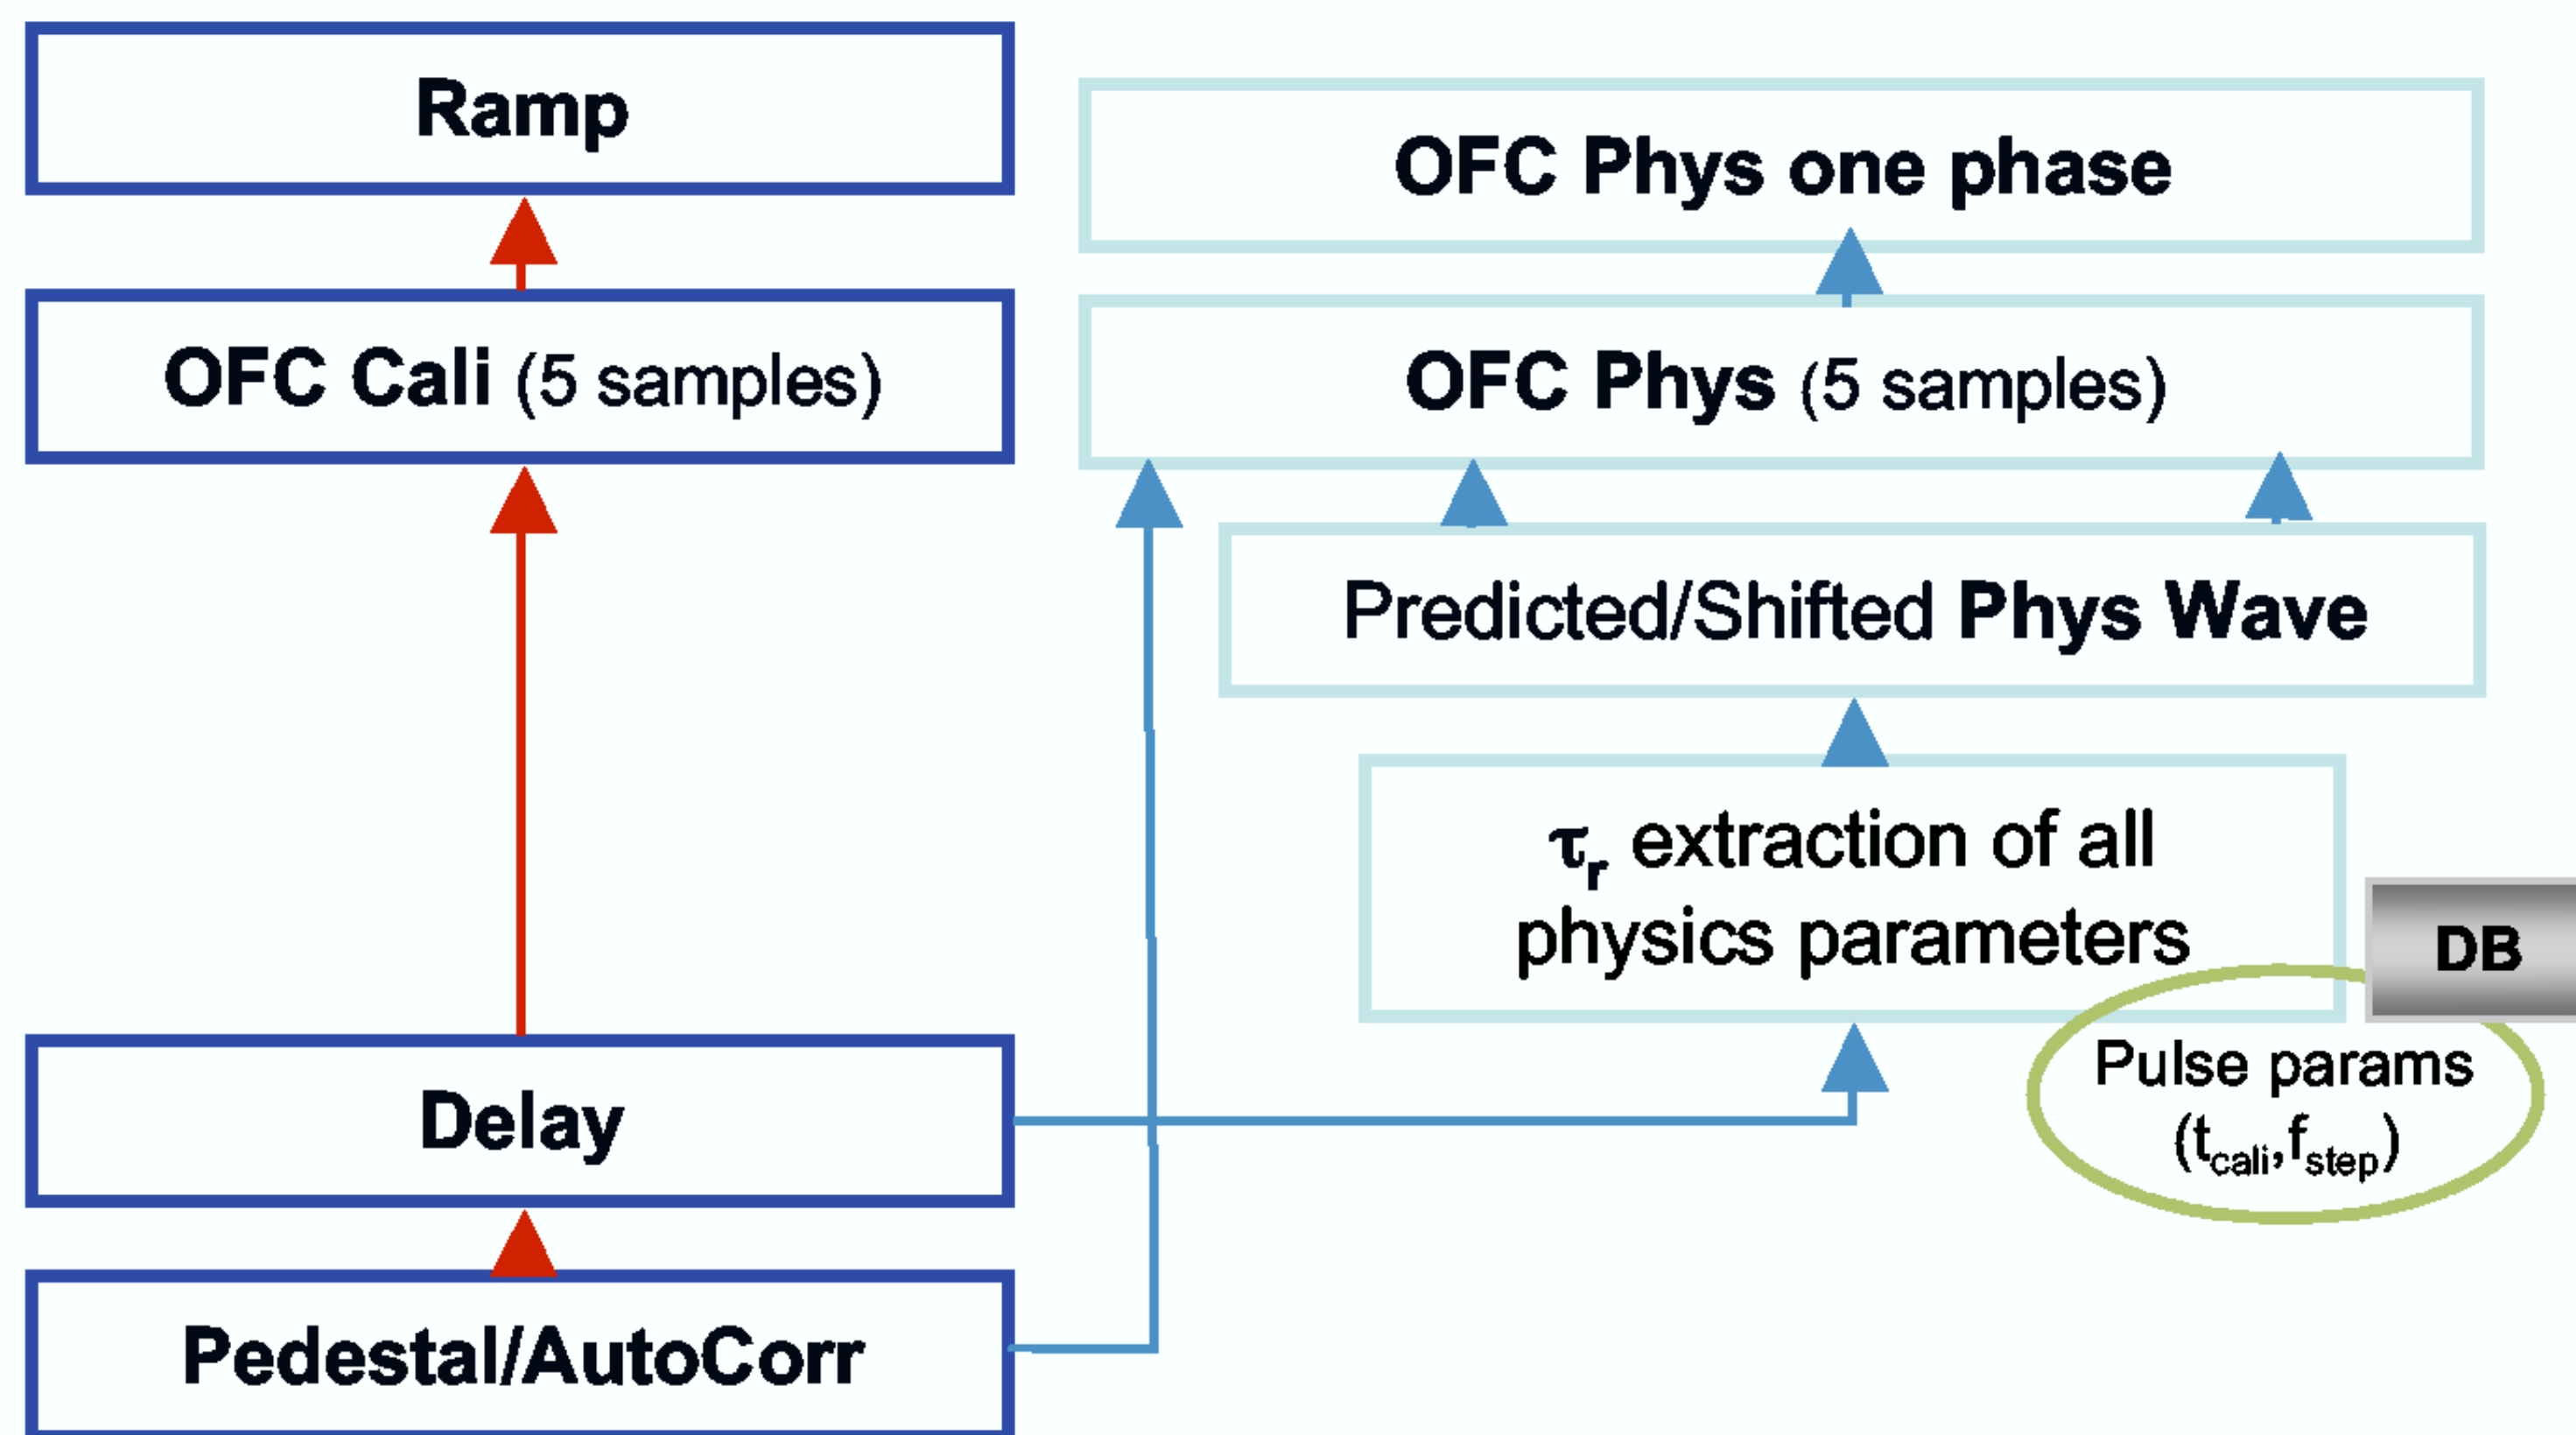 Ramp
OFC Phys one phase
OFC Cali (5 samples)
OFC Phys (5 samples)
Predicted/Shifted Phys Wave
τr extraction of all
physics parameters
DB
Pulse params
(tcali,fstep)
Delay
Pedestal/AutoCorr